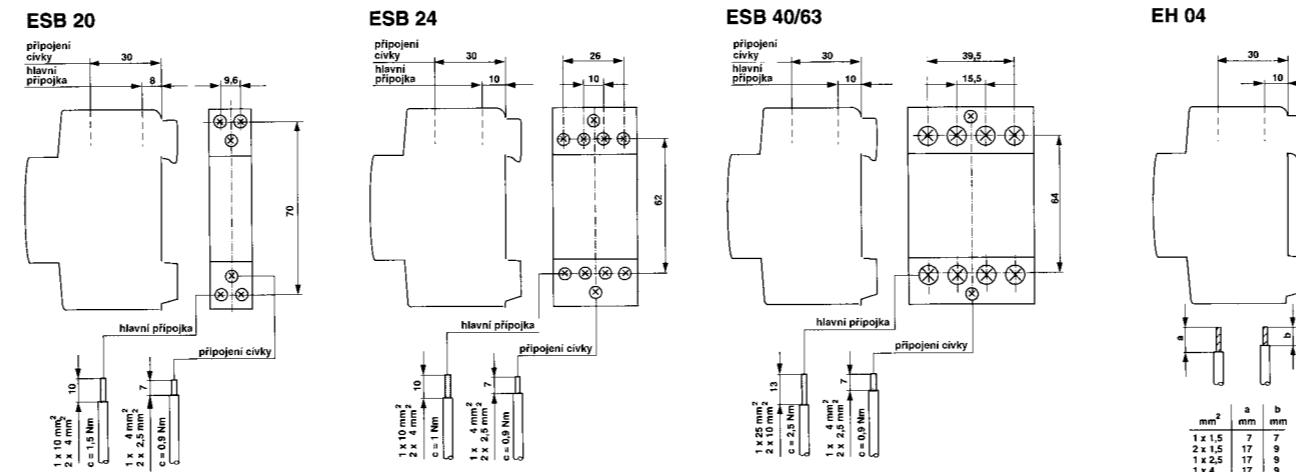 ESB 20
připojení
cívky
30
hlavní
přípojka
8
9,6
70
hlavní přípojka
připojení cívky
10
7
1 x 10 mm²
2 x 4 mm²
c = 1,5 Nm
1 x 4 mm²
2 x 2,5 mm²
c = 0,9 Nm
ESB 24
připojení
cívky
30
26
hlavní
přípojka
10
10
62
hlavní přípojka
připojení cívky
10
7
1 x 10 mm²
2 x 4 mm²
c = 1 Nm
1 x 4 mm²
2 x 2,5 mm²
c = 0,9 Nm
ESB 40/63
připojení
cívky
30
39,5
hlavní
přípojka
10
15,5
64
hlavní přípojka
připojení cívky
13
7
1 x 25 mm²
2 x 10 mm²
c = 2,5 Nm
1 x 4 mm²
2 x 2,5 mm²
c = 0,9 Nm
EH 04
30
10
a
b
mm² a mm b mm
1 x 1,5 7 7
2 x 1,5 17 9
1 x 2,5 17 9
1 x 4 17 9